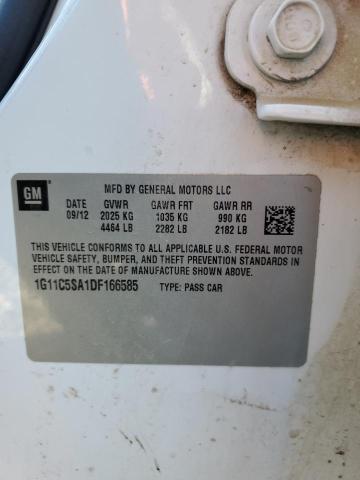 GM
MFD BY GENERAL MOTORS LLC
DATE GVWR GAWR FRT GAWR RR
09/12 2025 KG 1035 KG 990 KG
4464 LB 2282 LB 2182 LB
THIS VEHICLE CONFORMS TO ALL APPLICABLE U.S. FEDERAL MOTOR
VEHICLE SAFETY, BUMPER, AND THEFT PREVENTION STANDARDS IN
EFFECT ON THE DATE OF MANUFACTURE SHOWN ABOVE.
1G11C5SA1DF166585 TYPE: PASS CAR